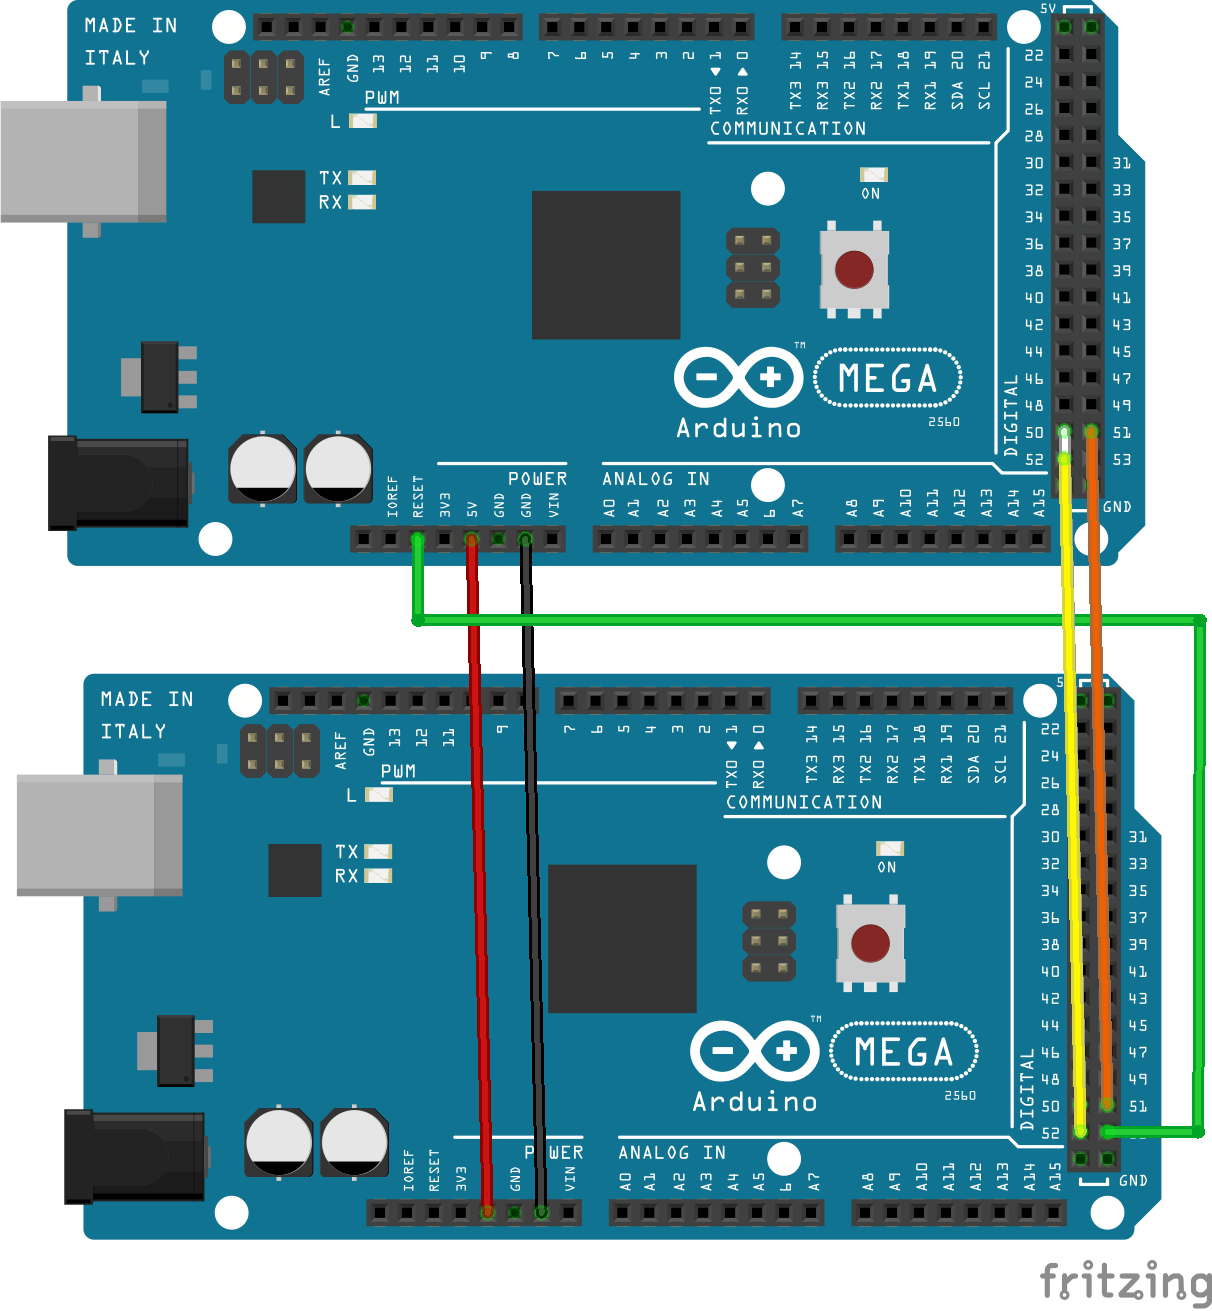 5V
MADE IN
ITALY
AREF
GND
13
12
11
10
9
8
7
6
5
4
3
2
TX0 1
RX0 0
TX3 14
RX3 15
TX2 16
RX2 17
TX1 18
RX1 19
SDA 20
SCL 21
PWM
L
COMMUNICATION
TX
RX
ON
22
24
26
28
30 31
32 33
34 35
36 37
38 39
40 41
42 43
44 45
46 47
48 49
50 51
52 53
GND
DIGITAL
TM
MEGA
Arduino
2560
POWER
ANALOG IN
IOREF
RESET
3V3
5V
GND
GND
VIN
A0
A1
A2
A3
A4
A5
6
A7
A8
A9
A10
A11
A12
A13
A14
A15
5
MADE IN
ITALY
AREF
GND
13
12
11
9
7
6
5
4
3
2
TX0 1
RX0 0
TX3 14
RX3 15
TX2 16
RX2 17
TX1 18
RX1 19
SDA 20
SCL 21
PWM
L
COMMUNICATION
TX
RX
ON
22
24
26
28
30 31
32 33
34 35
36 37
38 39
40 41
42 43
44 45
46 47
48 49
50 51
52
GND
DIGITAL
TM
MEGA
Arduino
2560
POWER
ANALOG IN
IOREF
RESET
3V3
GND
VIN
A0
A1
A2
A3
A4
A5
6
A7
A8
A9
A10
A11
A12
A13
A14
A15
fritzing